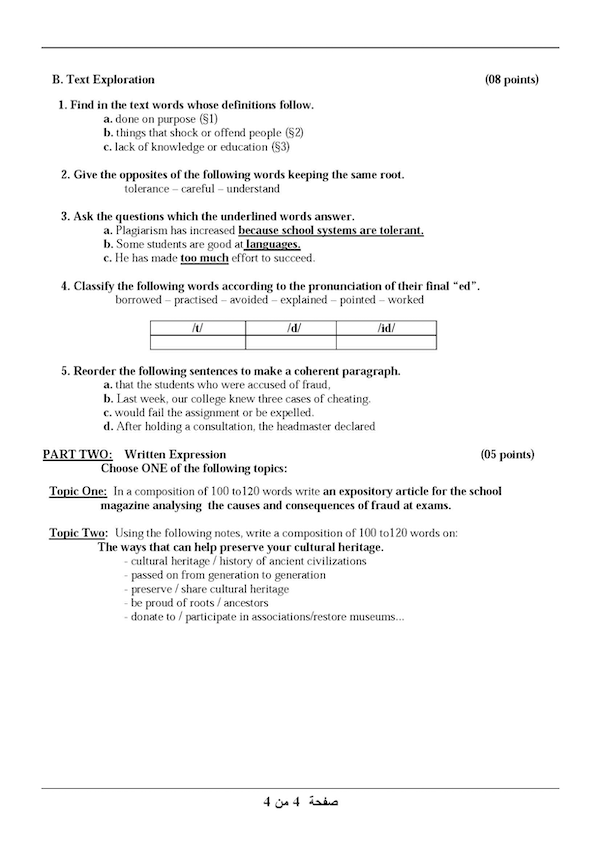 B. Text Exploration (08 points)
1. Find in the text words whose definitions follow.
a. done on purpose (§1)
b. things that shock or offend people (§2)
c. lack of knowledge or education (§3)
2. Give the opposites of the following words keeping the same root.
tolerance – careful – understand
3. Ask the questions which the underlined words answer.
a. Plagiarism has increased because school systems are tolerant.
b. Some students are good at languages.
c. He has made too much effort to succeed.
4. Classify the following words according to the pronunciation of their final “ed”.
borrowed – practised – avoided – explained – pointed – worked
/t/ /d/ /id/
5. Reorder the following sentences to make a coherent paragraph.
a. that the students who were accused of fraud,
b. Last week, our college knew three cases of cheating.
c. would fail the assignment or be expelled.
d. After holding a consultation, the headmaster declared
PART TWO: Written Expression (05 points)
Choose ONE of the following topics:
Topic One: In a composition of 100 to120 words write an expository article for the school
magazine analysing the causes and consequences of fraud at exams.
Topic Two: Using the following notes, write a composition of 100 to120 words on:
The ways that can help preserve your cultural heritage.
- cultural heritage / history of ancient civilizations
- passed on from generation to generation
- preserve / share cultural heritage
- be proud of roots / ancestors
- donate to / participate in associations/restore museums...
صفحة 4 من 4